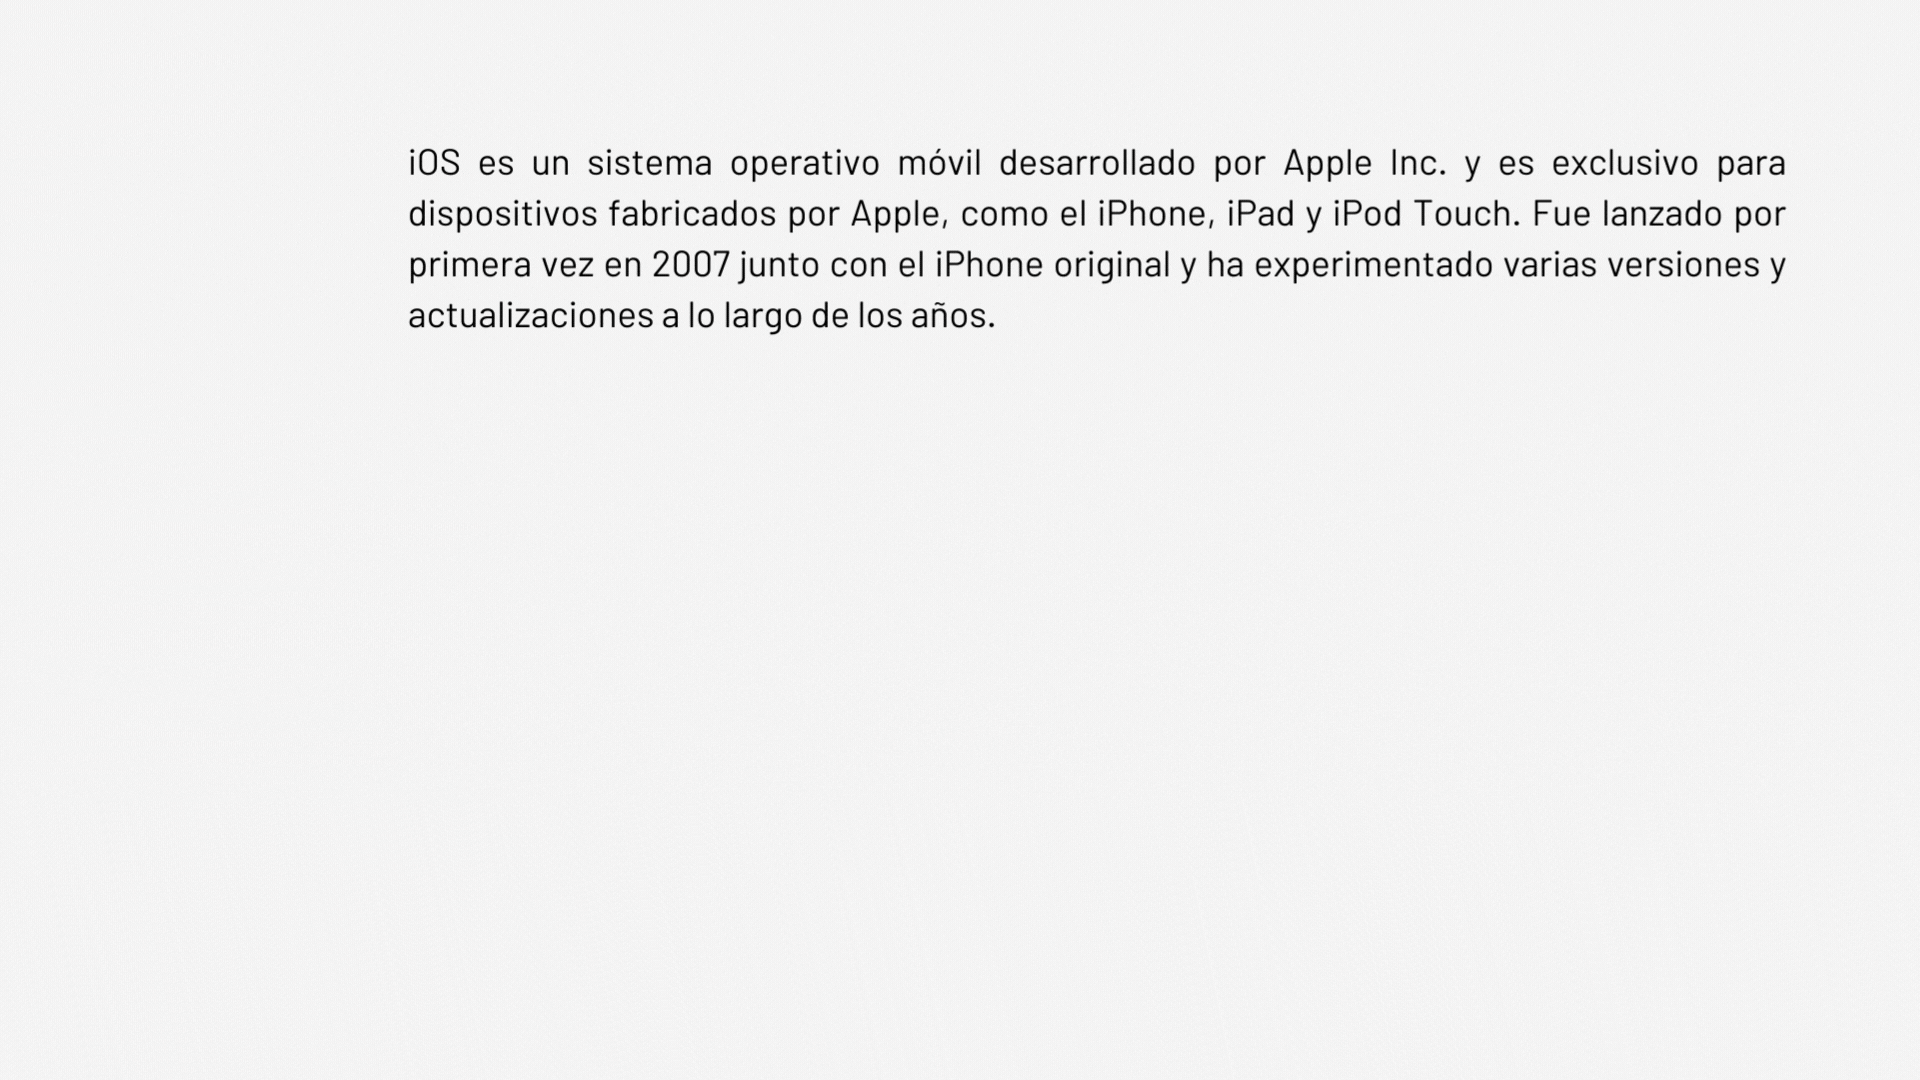 iOS es un sistema operativo móvil desarrollado por Apple Inc. y es exclusivo para
dispositivos fabricados por Apple, como el iPhone, iPad y iPod Touch. Fue lanzado por
primera vez en 2007 junto con el iPhone original y ha experimentado varias versiones y
actualizaciones a lo largo de los años.